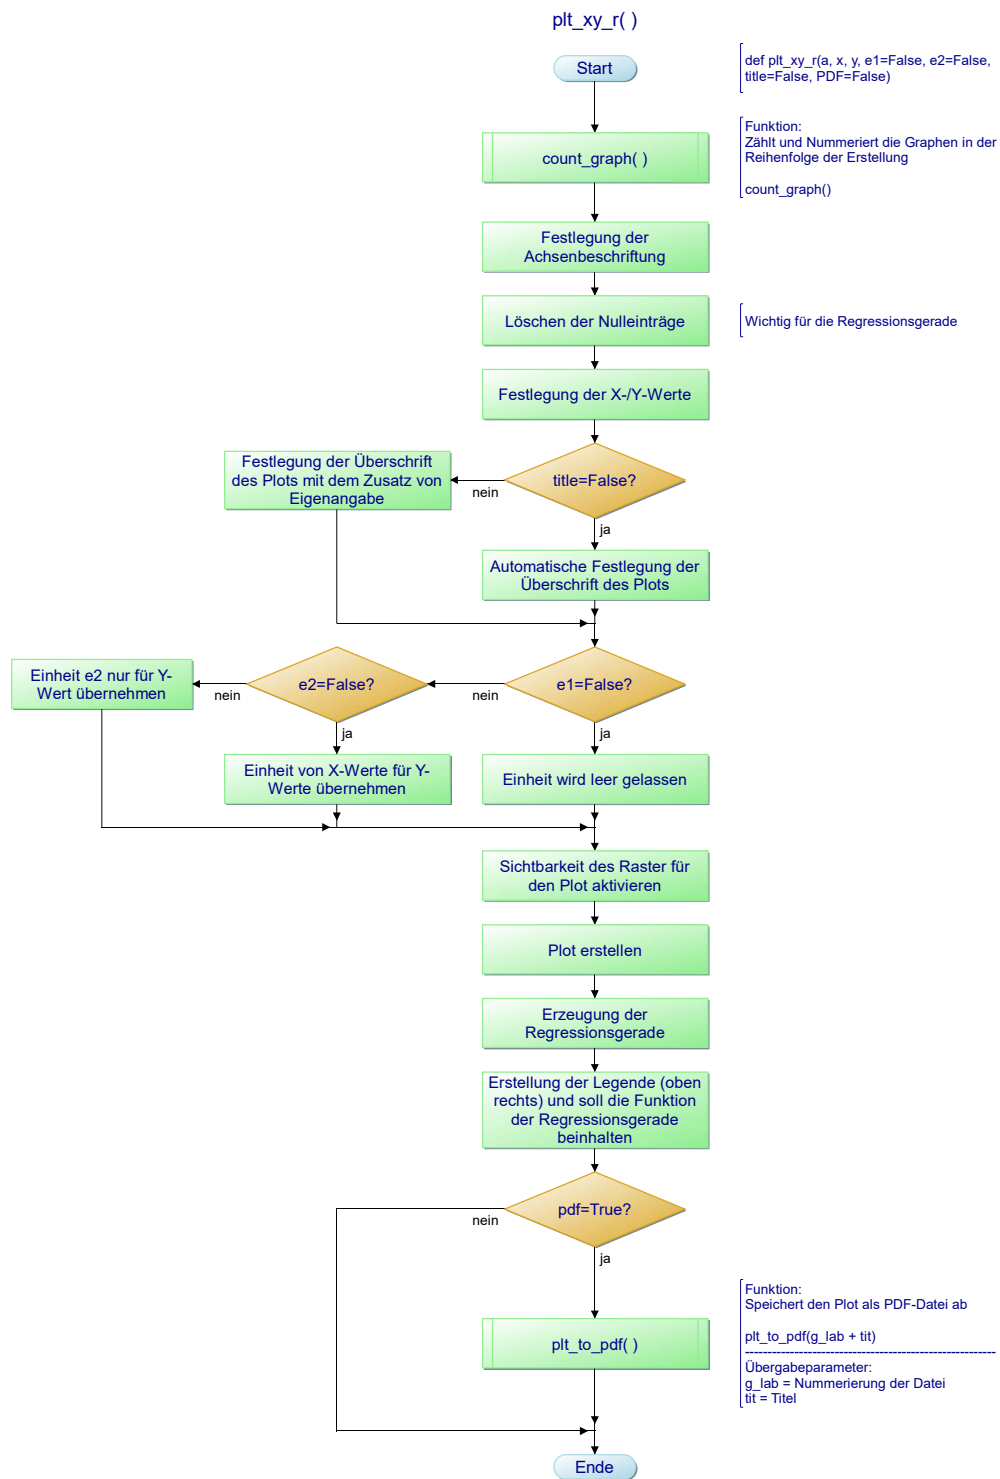 plt_xy_r( )
Start
def plt_xy_r(a, x, y, e1=False, e2=False,
title=False, PDF=False)
count_graph( )
Funktion:
Zählt und Nummeriert die Graphen in der
Reihenfolge der Erstellung
count_graph()
Festlegung der
Achsenbeschriftung
Löschen der Nulleinträge
Wichtig für die Regressionsgerade
Festlegung der X-/Y-Werte
title=False?
nein
Festlegung der Überschrift
des Plots mit dem Zusatz von
Eigenangabe
ja
Automatische Festlegung der
Überschrift des Plots
e1=False?
nein
e2=False?
nein
Einheit e2 nur für Y-
Wert übernehmen
ja
ja
Einheit von X-Werte für Y-
Werte übernehmen
Einheit wird leer gelassen
Sichtbarkeit des Raster für
den Plot aktivieren
Plot erstellen
Erzeugung der
Regressionsgerade
Erstellung der Legende (oben
rechts) und soll die Funktion
der Regressionsgerade
beinhalten
pdf=True?
nein
ja
plt_to_pdf( )
Funktion:
Speichert den Plot als PDF-Datei ab
plt_to_pdf(g_lab + tit)
--------------------------------------------------------
Übergabeparameter:
g_lab = Nummerierung der Datei
tit = Titel
Ende